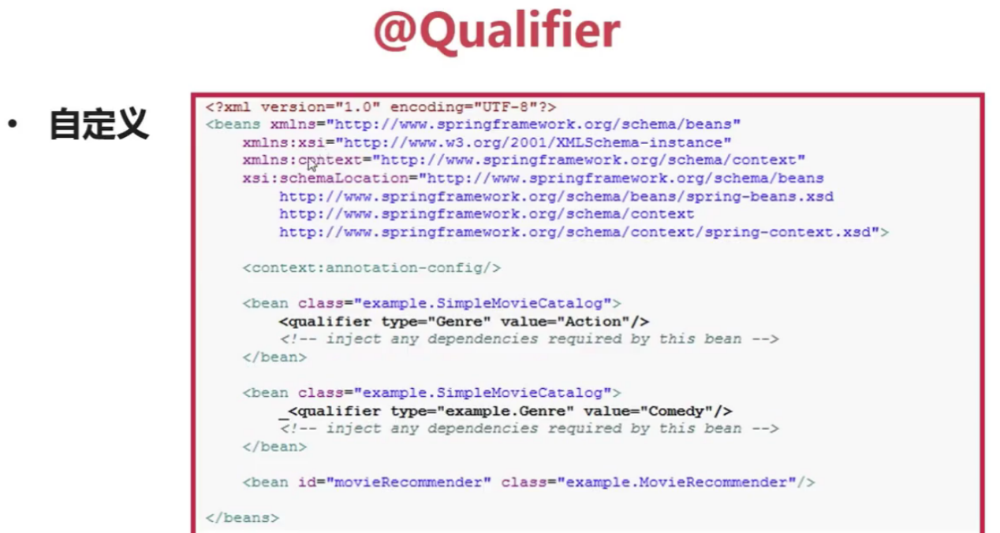 @Qualifier
• 自定义
<?xml version="1.0" encoding="UTF-8"?>
<beans xmlns="http://www.springframework.org/schema/beans"
xmlns:xsi="http://www.w3.org/2001/XMLSchema-instance"
xmlns:context="http://www.springframework.org/schema/context"
xsi:schemaLocation="http://www.springframework.org/schema/beans
http://www.springframework.org/schema/beans/spring-beans.xsd
http://www.springframework.org/schema/context
http://www.springframework.org/schema/context/spring-context.xsd">
<context:annotation-config/>
<bean class="example.SimpleMovieCatalog">
<qualifier type="Genre" value="Action"/>
<!-- inject any dependencies required by this bean -->
</bean>
<bean class="example.SimpleMovieCatalog">
_<qualifier type="example.Genre" value="Comedy"/>
<!-- inject any dependencies required by this bean -->
</bean>
<bean id="movieRecommender" class="example.MovieRecommender"/>
</beans>